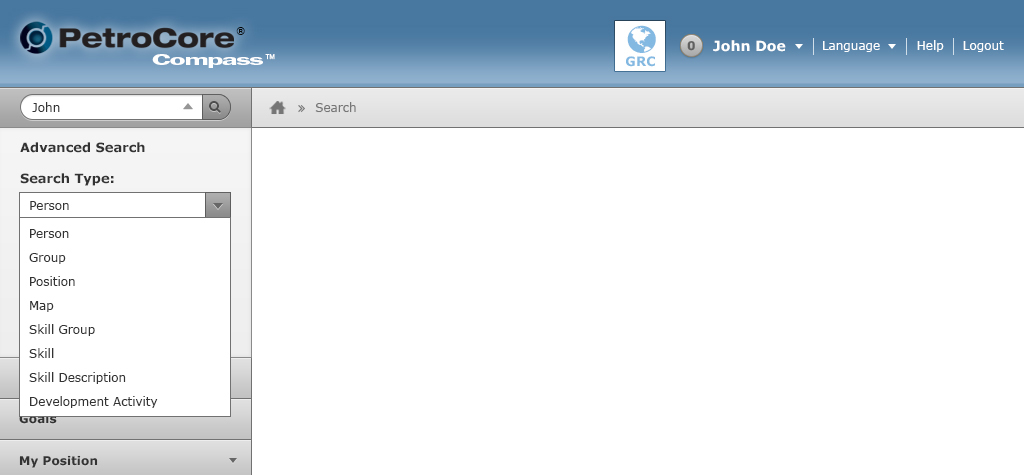 PetroCore®
Compass™
GRC
0
John Doe
Language
Help
Logout
John
» Search
Advanced Search
Search Type:
Person
Person
Group
Position
Map
Skill Group
Skill
Skill Description
Development Activity
Goals
My Position